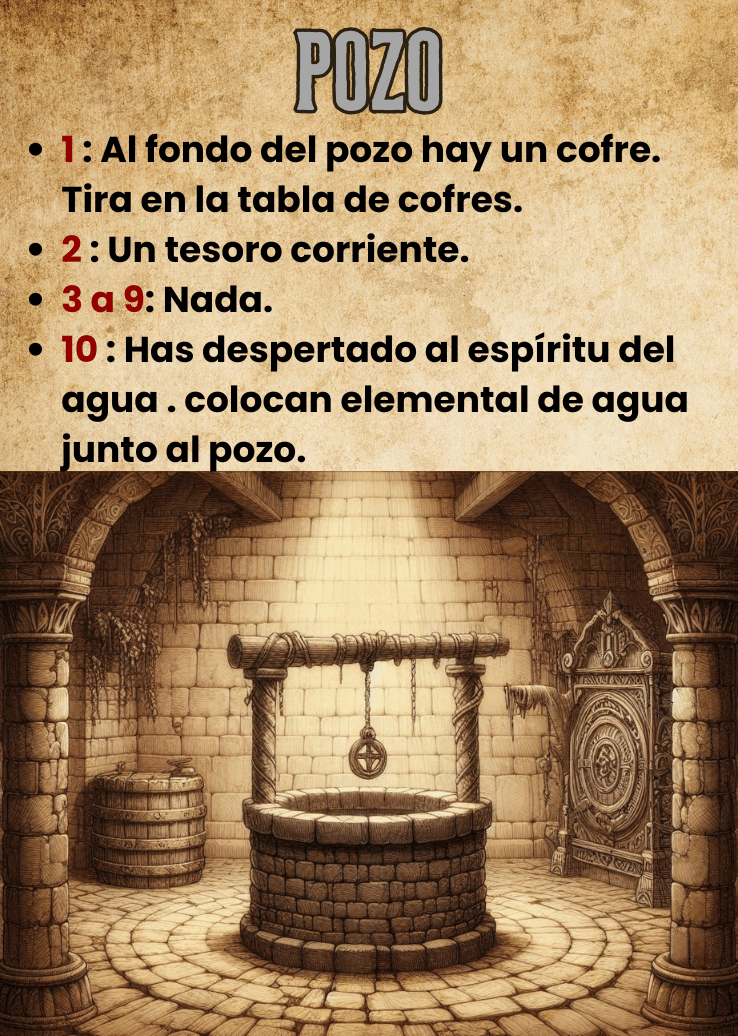 POZO
• 1 : Al fondo del pozo hay un cofre.
Tira en la tabla de cofres.
• 2 : Un tesoro corriente.
• 3 a 9: Nada.
• 10 : Has despertado al espíritu del
agua . colocan elemental de agua
junto al pozo.